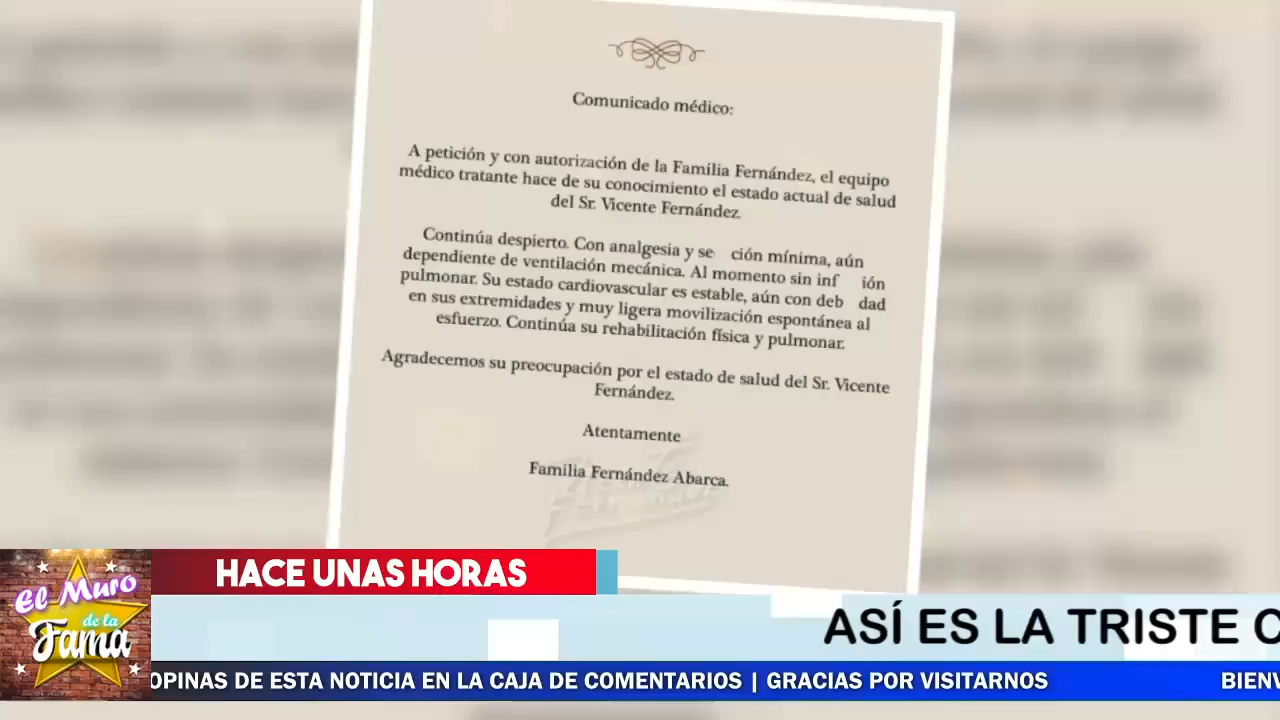 Comunicado médico:
A petición y con autorización de la Familia Fernández, el equipo
médico tratante hace de su conocimiento el estado actual de salud
del Sr. Vicente Fernández.
Continúa despierto. Con analgesia y se ción mínima, aún
dependiente de ventilación mecánica. Al momento sin inf ión
pulmonar. Su estado cardiovascular es estable, aún con deb dad
en sus extremidades y muy ligera movilización espontánea al
esfuerzo. Continúa su rehabilitación física y pulmonar.
Agradecemos su preocupación por el estado de salud del Sr. Vicente
Fernández.
Atentamente
Familia Fernández Abarca.
HACE UNAS HORAS
El Muro
de la
Fama
ASÍ ES LA TRISTE C
OPINAS DE ESTA NOTICIA EN LA CAJA DE COMENTARIOS | GRACIAS POR VISITARNOS BIENV